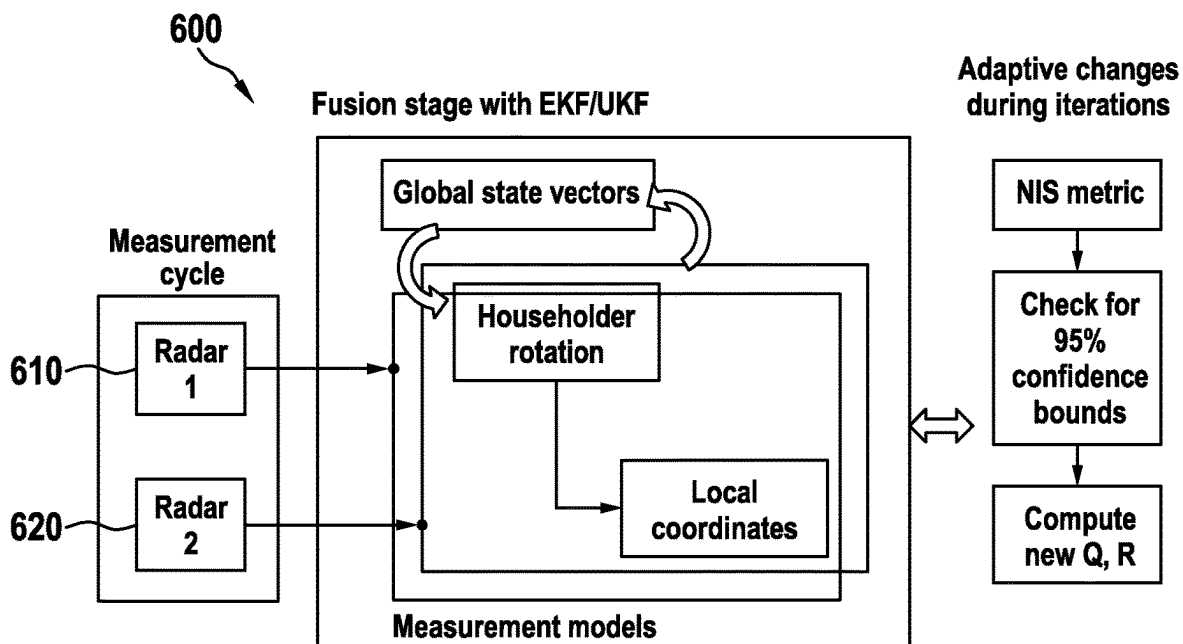 600
Fusion stage with EKF/UKF
Adaptive changes
during iterations
Global state vectors
NIS metric
Measurement
cycle
Householder
rotation
Check for
95%
confidence
bounds
610
Radar
1
Local
coordinates
620
Radar
2
Compute
new Q, R
Measurement models